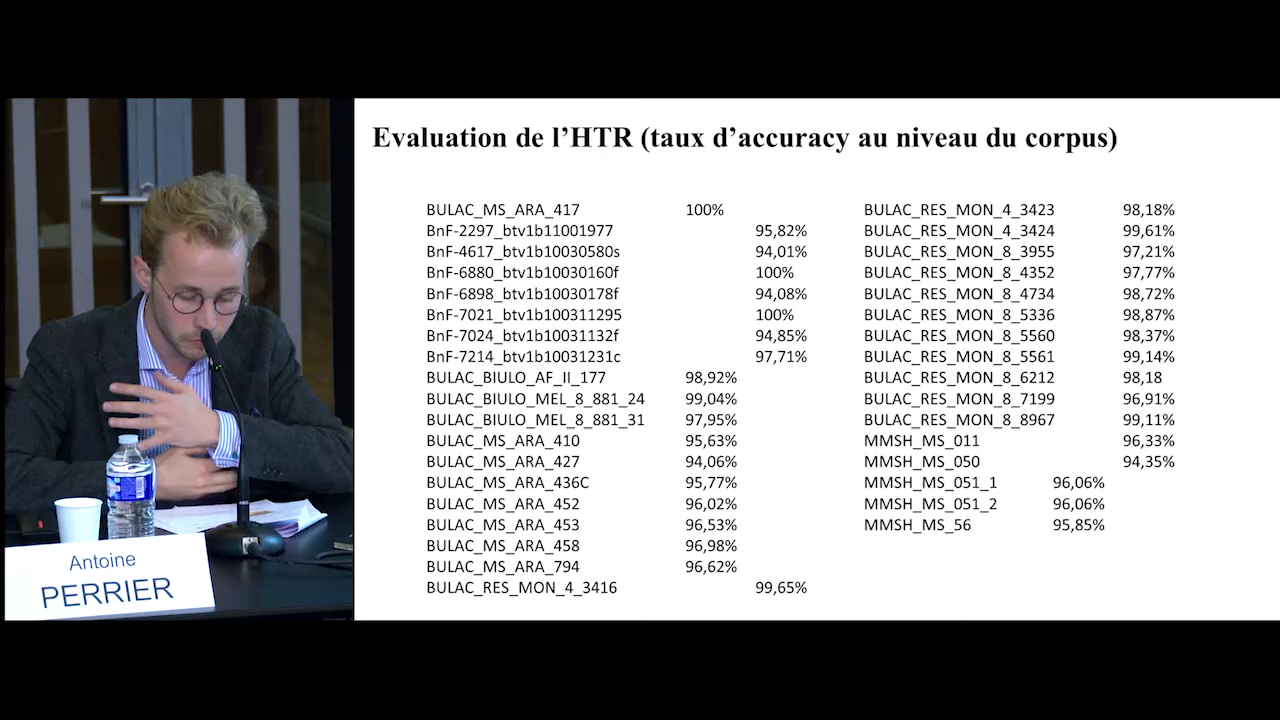 Evaluation de l’HTR (taux d’accuracy au niveau du corpus)
BULAC_MS_ARA_417 100%
BnF-2297_btv1b11001977 95,82%
BnF-4617_btv1b10030580s 94,01%
BnF-6880_btv1b10030160f 100%
BnF-6898_btv1b10030178f 94,08%
BnF-7021_btv1b100311295 100%
BnF-7024_btv1b10031132f 94,85%
BnF-7214_btv1b10031231c 97,71%
BULAC_BIULO_AF_II_177 98,92%
BULAC_BIULO_MEL_8_881_24 99,04%
BULAC_BIULO_MEL_8_881_31 97,95%
BULAC_MS_ARA_410 95,63%
BULAC_MS_ARA_427 94,06%
BULAC_MS_ARA_436C 95,77%
BULAC_MS_ARA_452 96,02%
BULAC_MS_ARA_453 96,53%
BULAC_MS_ARA_458 96,98%
BULAC_MS_ARA_794 96,62%
BULAC_RES_MON_4_3416 99,65%
BULAC_RES_MON_4_3423 98,18%
BULAC_RES_MON_4_3424 99,61%
BULAC_RES_MON_8_3955 97,21%
BULAC_RES_MON_8_4352 97,77%
BULAC_RES_MON_8_4734 98,72%
BULAC_RES_MON_8_5336 98,87%
BULAC_RES_MON_8_5560 98,37%
BULAC_RES_MON_8_5561 99,14%
BULAC_RES_MON_8_6212 98,18
BULAC_RES_MON_8_7199 96,91%
BULAC_RES_MON_8_8967 99,11%
MMSH_MS_011 96,33%
MMSH_MS_050 94,35%
MMSH_MS_051_1 96,06%
MMSH_MS_051_2 96,06%
MMSH_MS_56 95,85%
Antoine
PERRIER